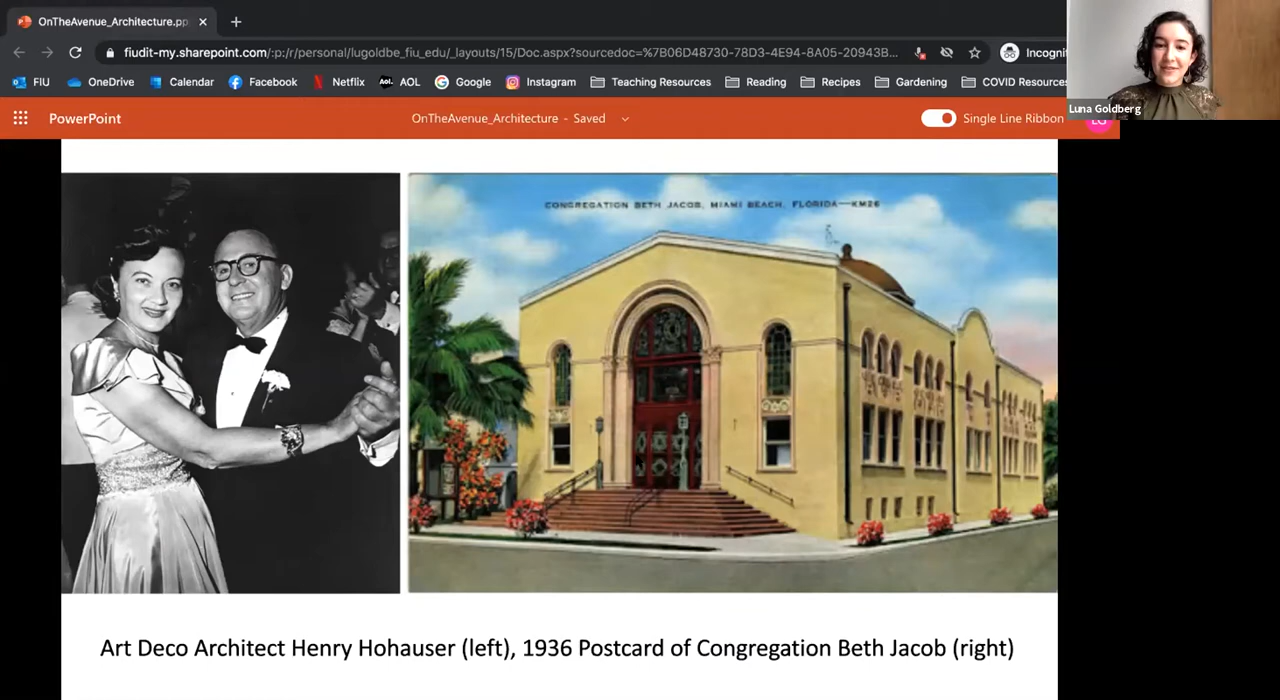 OnTheAvenue_Architecture.pp
fiudit-my.sharepoint.com/:p:/r/personal/lugoldbe_fiu_edu/_layouts/15/Doc.aspx?sourcedoc=%7B06D48730-78D3-4E94-8A05-20943B...
Incognit
FIU OneDrive Calendar Facebook Netflix AOL Google Instagram Teaching Resources Reading Recipes Gardening COVID Resources
Luna Goldberg
PowerPoint OnTheAvenue_Architecture - Saved Single Line Ribbon LG
CONGREGATION BETH JACOB, MIAMI BEACH, FLORIDA—KM26
Art Deco Architect Henry Hohauser (left), 1936 Postcard of Congregation Beth Jacob (right)